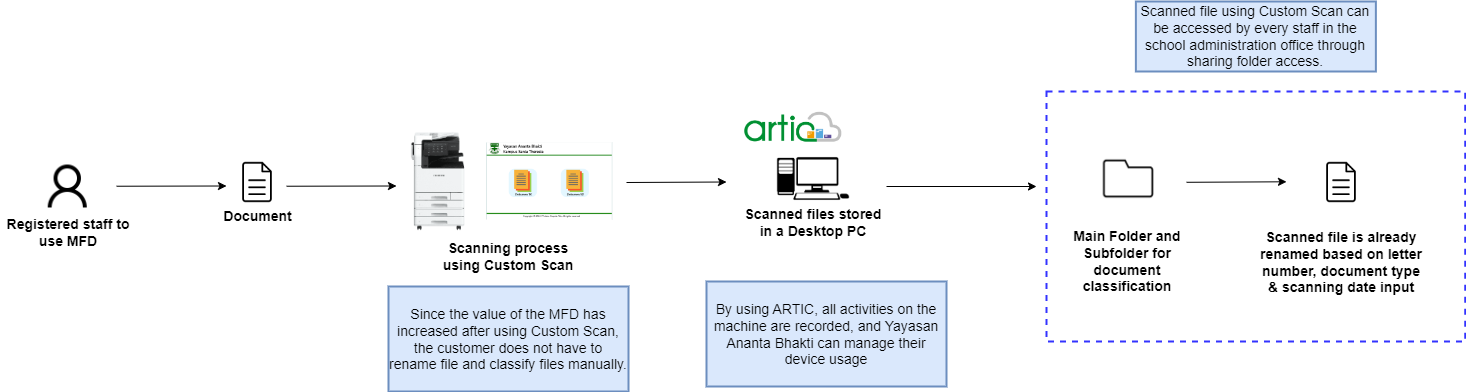 Scanned file using Custom Scan can
be accessed by every staff in the
school administration office through
sharing folder access.
artic
Yayasan Ananta Bhakti
Kampus Santa Theresia
Registered staff to
use MFD
Document
Scanning process
using Custom Scan
Scanned files stored
in a Desktop PC
Main Folder and
Subfolder for
document
classification
Scanned file is already
renamed based on letter
number, document type
& scanning date input
Since the value of the MFD has
increased after using Custom Scan,
the customer does not have to
rename file and classify files manually.
By using ARTIC, all activities on the
machine are recorded, and Yayasan
Ananta Bhakti can manage their
device usage